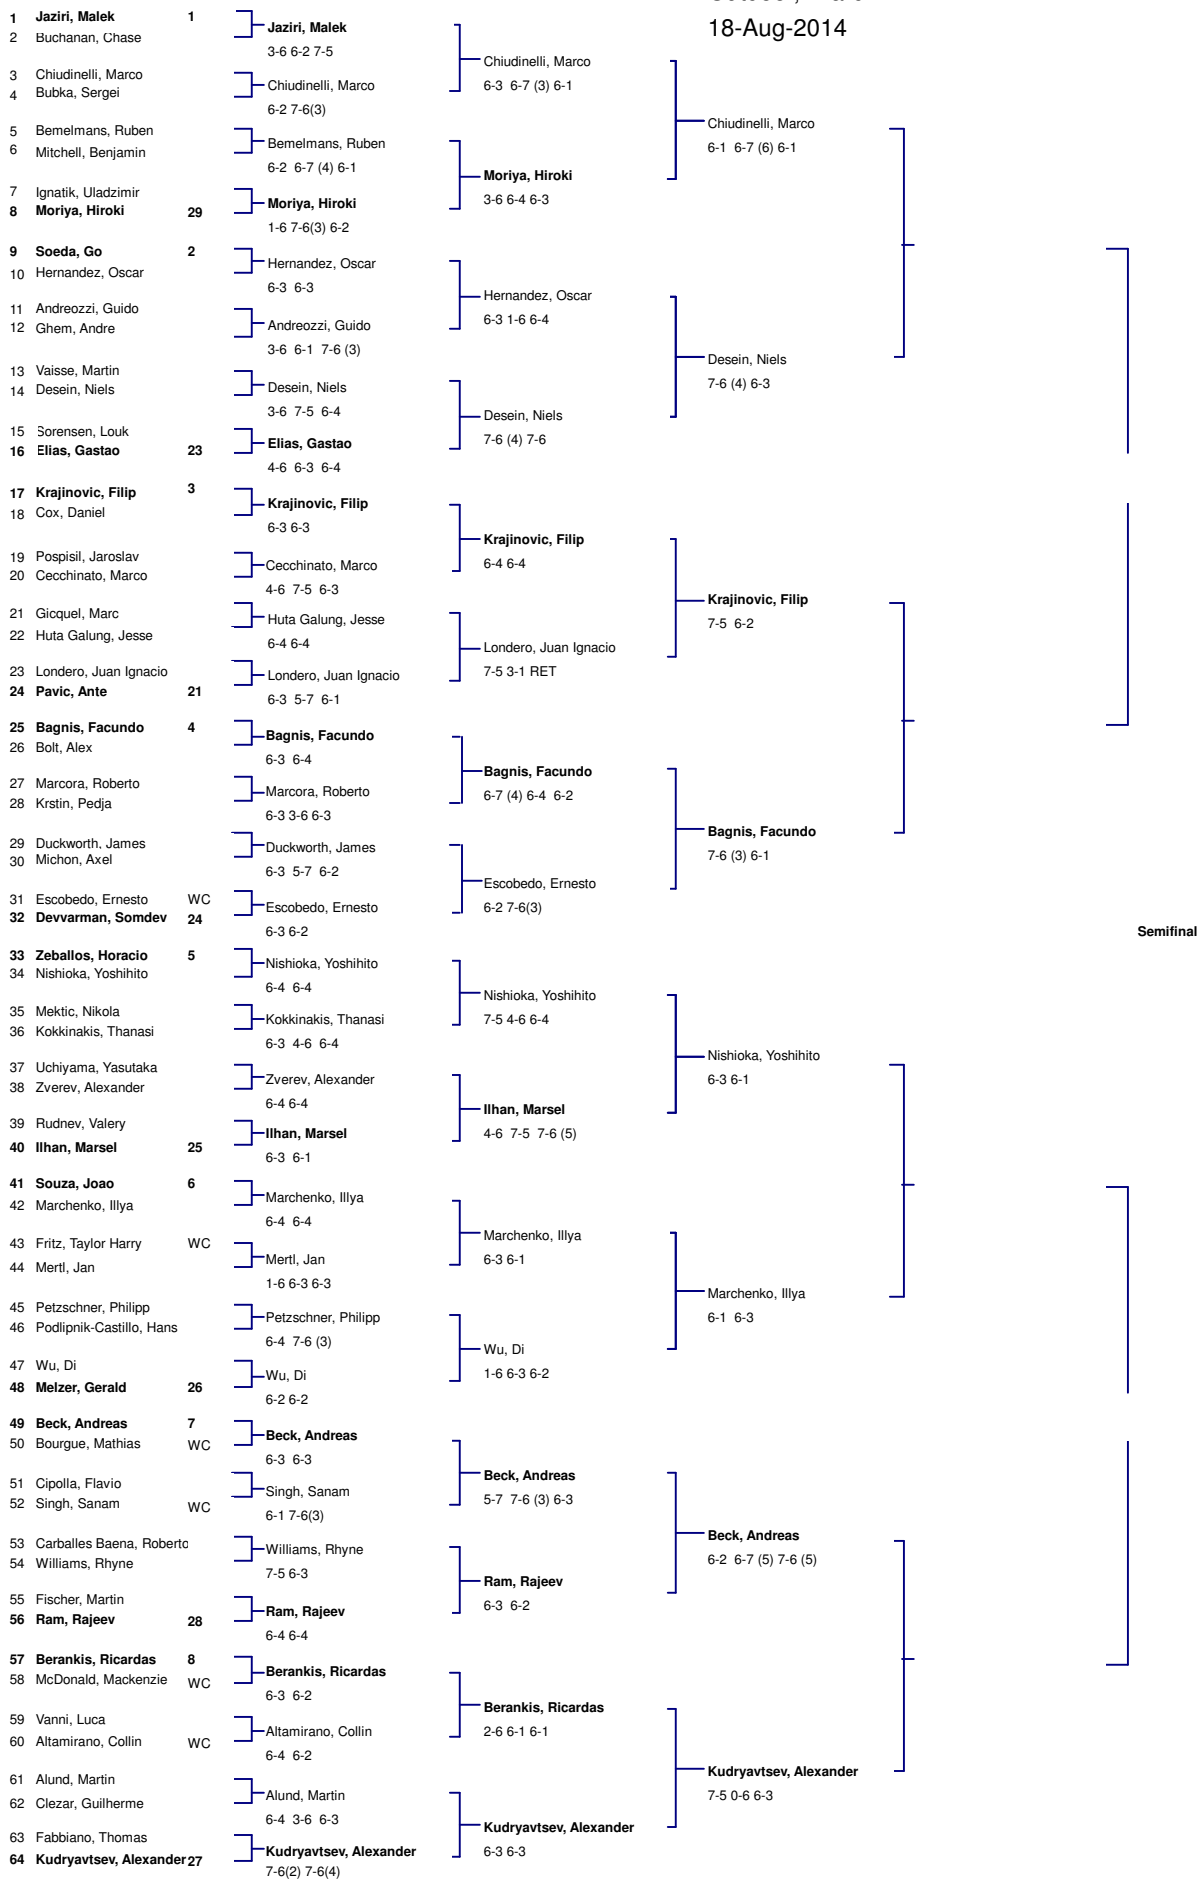 18-Aug-2014
1 Jaziri, Malek 1
2 Buchanan, Chase
3 Chiudinelli, Marco
4 Bubka, Sergei
5 Bemelmans, Ruben
6 Mitchell, Benjamin
7 Ignatik, Uladzimir
8 Moriya, Hiroki 29
9 Soeda, Go 2
10 Hernandez, Oscar
11 Andreozzi, Guido
12 Ghem, Andre
13 Vaisse, Martin
14 Desein, Niels
15 Sorensen, Louk
16 Elias, Gastao 23
17 Krajinovic, Filip 3
18 Cox, Daniel
19 Pospisil, Jaroslav
20 Cecchinato, Marco
21 Gicquel, Marc
22 Huta Galung, Jesse
23 Londero, Juan Ignacio
24 Pavic, Ante 21
25 Bagnis, Facundo 4
26 Bolt, Alex
27 Marcora, Roberto
28 Krstin, Pedja
29 Duckworth, James
30 Michon, Axel
31 Escobedo, Ernesto WC
32 Devvarman, Somdev 24
33 Zeballos, Horacio 5
34 Nishioka, Yoshihito
35 Mektic, Nikola
36 Kokkinakis, Thanasi
37 Uchiyama, Yasutaka
38 Zverev, Alexander
39 Rudnev, Valery
40 Ilhan, Marsel 25
41 Souza, Joao 6
42 Marchenko, Illya
43 Fritz, Taylor Harry WC
44 Mertl, Jan
45 Petzschner, Philipp
46 Podlipnik-Castillo, Hans
47 Wu, Di
48 Melzer, Gerald 26
49 Beck, Andreas 7
50 Bourgue, Mathias WC
51 Cipolla, Flavio
52 Singh, Sanam WC
53 Carballes Baena, Roberto
54 Williams, Rhyne
55 Fischer, Martin
56 Ram, Rajeev 28
57 Berankis, Ricardas 8
58 McDonald, Mackenzie WC
59 Vanni, Luca
60 Altamirano, Collin WC
61 Alund, Martin
62 Clezar, Guilherme
63 Fabbiano, Thomas
64 Kudryavtsev, Alexander 27
Jaziri, Malek
3-6 6-2 7-5
Chiudinelli, Marco
6-2 7-6(3)
Bemelmans, Ruben
6-2 6-7 (4) 6-1
Moriya, Hiroki
1-6 7-6(3) 6-2
Hernandez, Oscar
6-3 6-3
Andreozzi, Guido
3-6 6-1 7-6 (3)
Desein, Niels
3-6 7-5 6-4
Elias, Gastao
4-6 6-3 6-4
Krajinovic, Filip
6-3 6-3
Cecchinato, Marco
4-6 7-5 6-3
Huta Galung, Jesse
6-4 6-4
Londero, Juan Ignacio
6-3 5-7 6-1
Bagnis, Facundo
6-3 6-4
Marcora, Roberto
6-3 3-6 6-3
Duckworth, James
6-3 5-7 6-2
Escobedo, Ernesto
6-3 6-2
Nishioka, Yoshihito
6-4 6-4
Kokkinakis, Thanasi
6-3 4-6 6-4
Zverev, Alexander
6-4 6-4
Ilhan, Marsel
6-3 6-1
Marchenko, Illya
6-4 6-4
Mertl, Jan
1-6 6-3 6-3
Petzschner, Philipp
6-4 7-6 (3)
Wu, Di
6-2 6-2
Beck, Andreas
6-3 6-3
Singh, Sanam
6-1 7-6(3)
Williams, Rhyne
7-5 6-3
Ram, Rajeev
6-4 6-4
Berankis, Ricardas
6-3 6-2
Altamirano, Collin
6-4 6-2
Alund, Martin
6-4 3-6 6-3
Kudryavtsev, Alexander
7-6(2) 7-6(4)
Chiudinelli, Marco
6-3 6-7 (3) 6-1
Moriya, Hiroki
3-6 6-4 6-3
Hernandez, Oscar
6-3 1-6 6-4
Desein, Niels
7-6 (4) 7-6
Krajinovic, Filip
6-4 6-4
Londero, Juan Ignacio
7-5 3-1 RET
Bagnis, Facundo
6-7 (4) 6-4 6-2
Escobedo, Ernesto
6-2 7-6(3)
Nishioka, Yoshihito
7-5 4-6 6-4
Ilhan, Marsel
4-6 7-5 7-6 (5)
Marchenko, Illya
6-3 6-1
Wu, Di
1-6 6-3 6-2
Beck, Andreas
5-7 7-6 (3) 6-3
Ram, Rajeev
6-3 6-2
Berankis, Ricardas
2-6 6-1 6-1
Kudryavtsev, Alexander
6-3 6-3
Chiudinelli, Marco
6-1 6-7 (6) 6-1
Desein, Niels
7-6 (4) 6-3
Krajinovic, Filip
7-5 6-2
Bagnis, Facundo
7-6 (3) 6-1
Nishioka, Yoshihito
6-3 6-1
Marchenko, Illya
6-1 6-3
Beck, Andreas
6-2 6-7 (5) 7-6 (5)
Kudryavtsev, Alexander
7-5 0-6 6-3
Semifinal